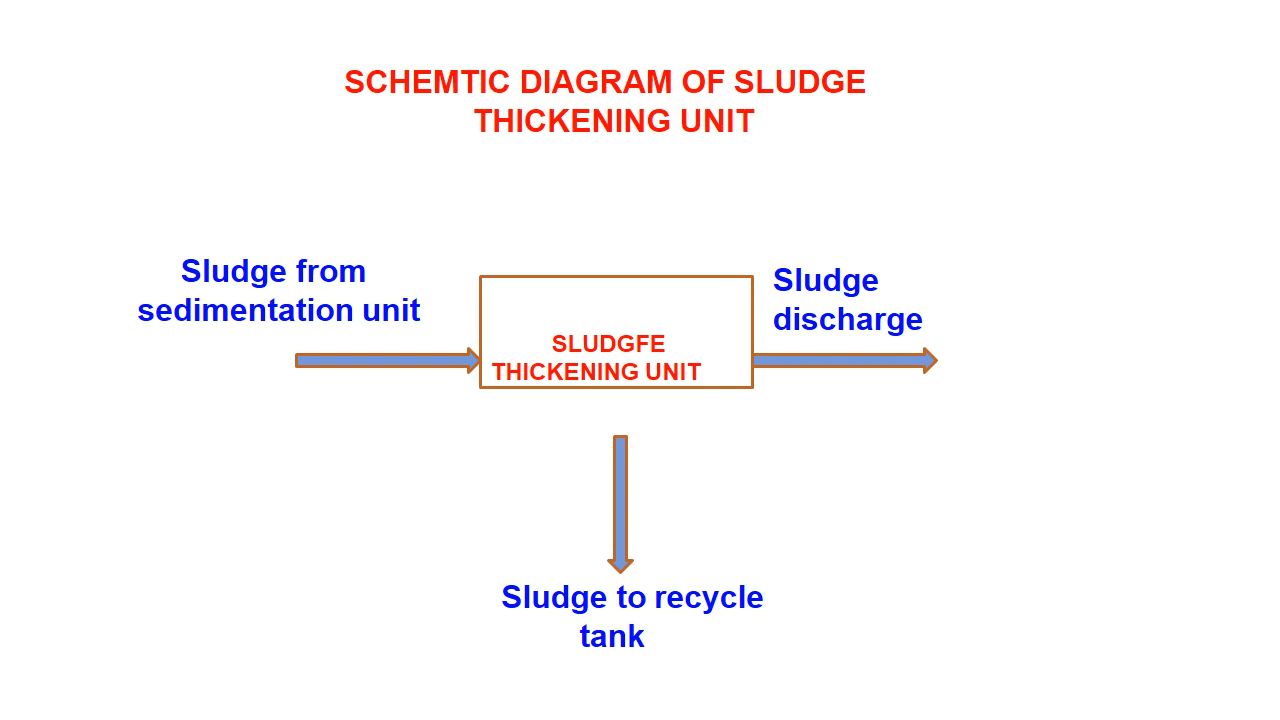 SCHEMTIC DIAGRAM OF SLUDGE
THICKENING UNIT
Sludge from
sedimentation unit
Sludge
discharge
SLUDGFE
THICKENING UNIT
Sludge to recycle
tank